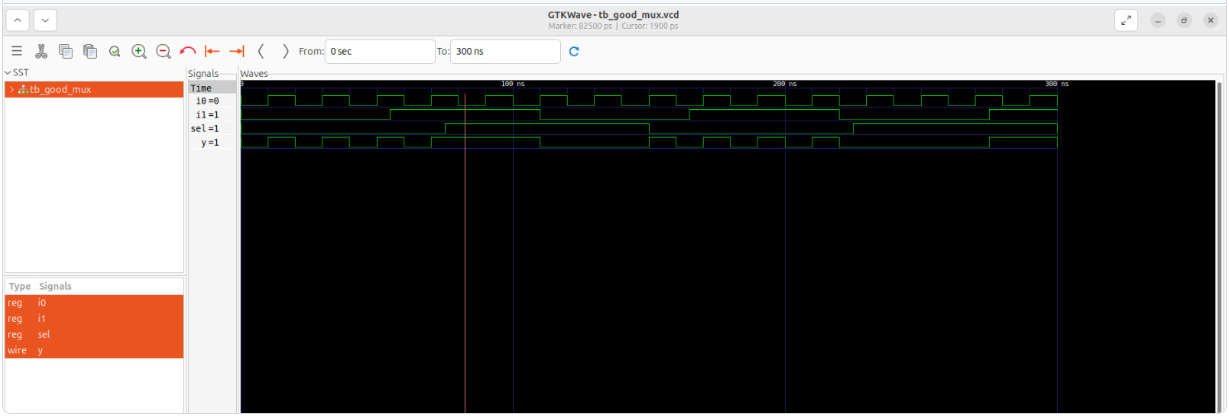 GTKWave - tb_good_mux.vcd
Marker: 82500 ps | Cursor: 1900 ps
From: 0 sec To: 300 ns
SST
tb_good_mux
Signals
Time
i0=0
i1=1
sel=1
y=1
Waves
0 100 ns 200 ns 300 ns
Type Signals
reg i0
reg i1
reg sel
wire y